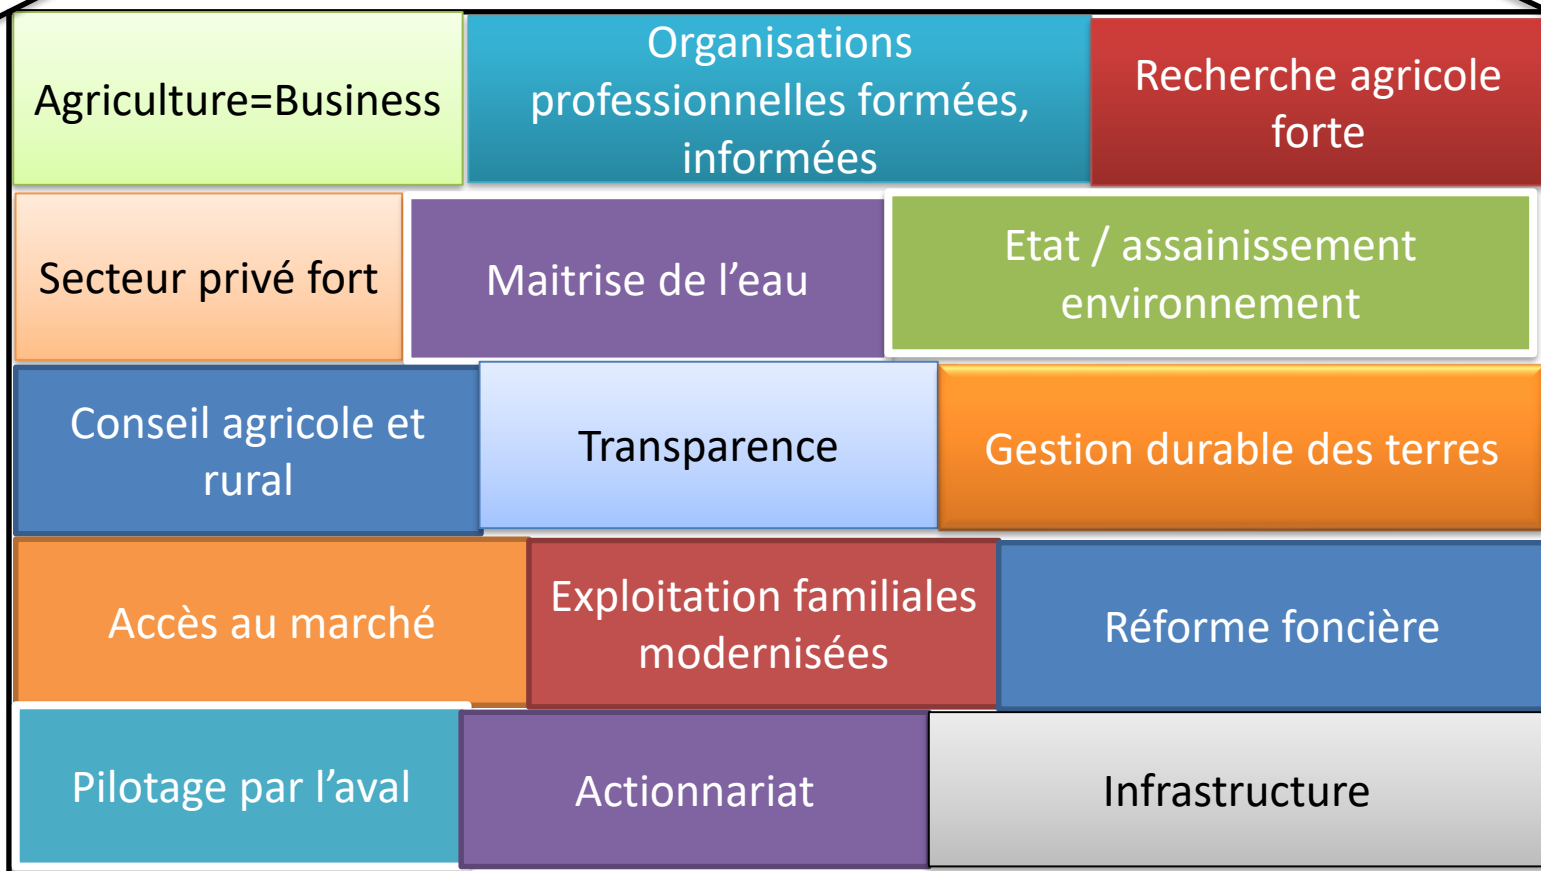 Agriculture=Business
Organisations
professionnelles formées,
informées
Recherche agricole
forte
Secteur privé fort
Maitrise de l’eau
Etat / assainissement
environnement
Conseil agricole et
rural
Transparence
Gestion durable des terres
Accès au marché
Exploitation familiales
modernisées
Réforme foncière
Pilotage par l’aval
Actionnariat
Infrastructure